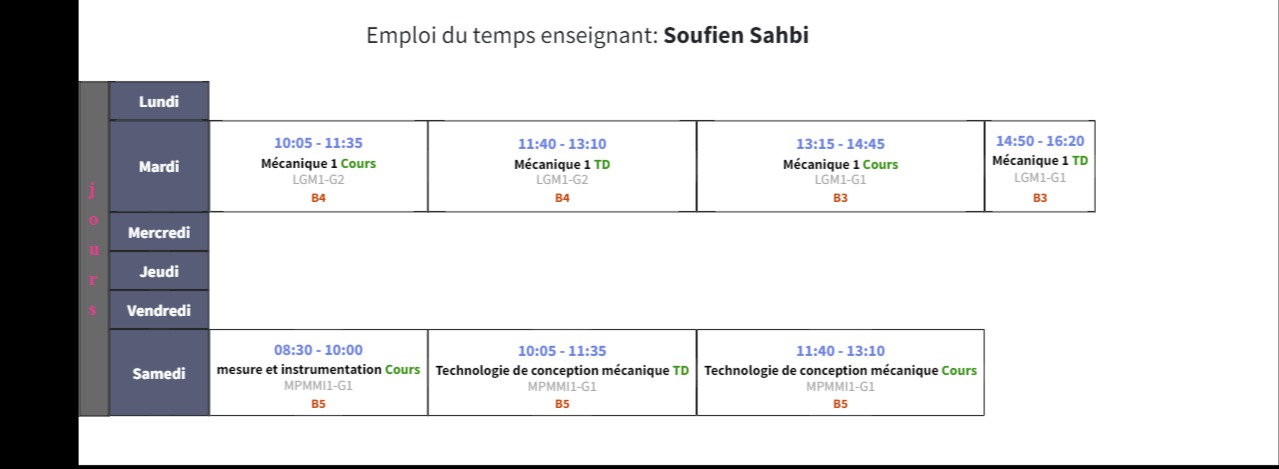 Emploi du temps enseignant: Soufien Sahbi
jours
Lundi
Mardi
10:05 - 11:35
Mécanique 1 Cours
LGM1-G2
B4
11:40 - 13:10
Mécanique 1 TD
LGM1-G2
B4
13:15 - 14:45
Mécanique 1 Cours
LGM1-G1
B3
14:50 - 16:20
Mécanique 1 TD
LGM1-G1
B3
Mercredi
Jeudi
Vendredi
Samedi
08:30 - 10:00
mesure et instrumentation Cours
MPMMI1-G1
B5
10:05 - 11:35
Technologie de conception mécanique TD
MPMMI1-G1
B5
11:40 - 13:10
Technologie de conception mécanique Cours
MPMMI1-G1
B5